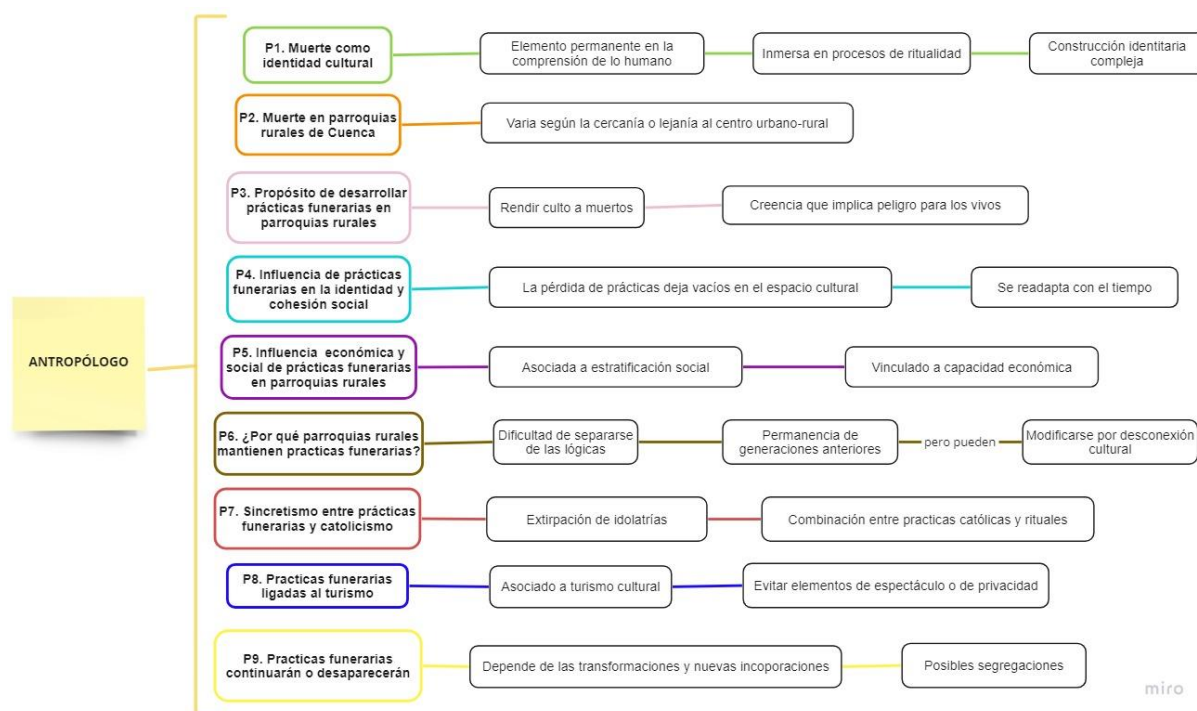 P1. Muerte como
identidad cultural
Elemento permanente en la
comprensión de lo humano
Inmersa en procesos de ritualidad
Construcción identitaria
compleja
P2. Muerte en parroquias
rurales de Cuenca
Varia según la cercanía o lejanía al centro urbano-rural
P3. Propósito de desarrollar
prácticas funerarias en
parroquias rurales
Rendir culto a muertos
Creencia que implica peligro para los vivos
P4. Influencia de prácticas
funerarias en la identidad y
cohesión social
La pérdida de prácticas deja vacíos en el espacio cultural
Se readapta con el tiempo
ANTROPÓLOGO
P5. Influencia económica y
social de prácticas funerarias
en parroquias rurales
Asociada a estratificación social
Vinculado a capacidad económica
P6. ¿Por qué parroquias rurales
mantienen practicas funerarias?
Dificultad de separarse
de las lógicas
Permanencia de
generaciones anteriores
pero pueden
Modificarse por desconexión
cultural
P7. Sincretismo entre prácticas
funerarias y catolicismo
Extirpación de idolatrías
Combinación entre practicas católicas y rituales
P8. Practicas funerarias
ligadas al turismo
Asociado a turismo cultural
Evitar elementos de espectáculo o de privacidad
P9. Practicas funerarias
continuarán o desaparecerán
Depende de las transformaciones y nuevas incoporaciones
Posibles segregaciones
miro